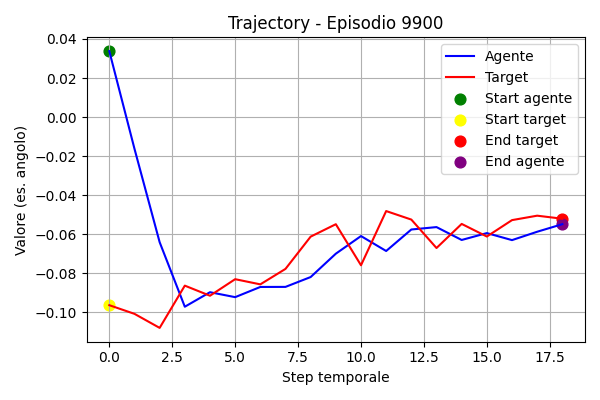 Trajectory - Episodio 9900
Valore (es. angolo)
0.04
0.02
0.00
−0.02
−0.04
−0.06
−0.08
−0.10
Agente
Target
Start agente
Start target
End target
End agente
0.0 2.5 5.0 7.5 10.0 12.5 15.0 17.5
Step temporale